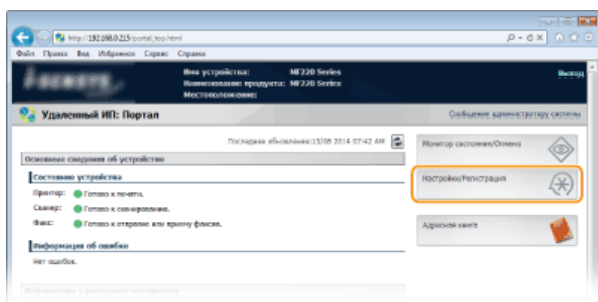 http://192.168.0.215/portal_top.html
Файл Правка Вид Избранное Сервис Справка
Имя устройства: MF220 Series
Наименование продукта: MF220 Series
Местоположение:
Выход
Удаленный ИП: Портал
Сообщение администратору системы
Последнее обновление:13/08 2014 07:42 AM
Основные сведения об устройстве
Состояние устройства
Принтер: Готово к печати.
Сканер: Готово к сканированию.
Факс: Готово к отправке или приему факсов.
Информация об ошибке
Нет ошибок.
Информация о расходных материалах
Монитор состояния/Отмена
Настройки/Регистрация
Адресная книга